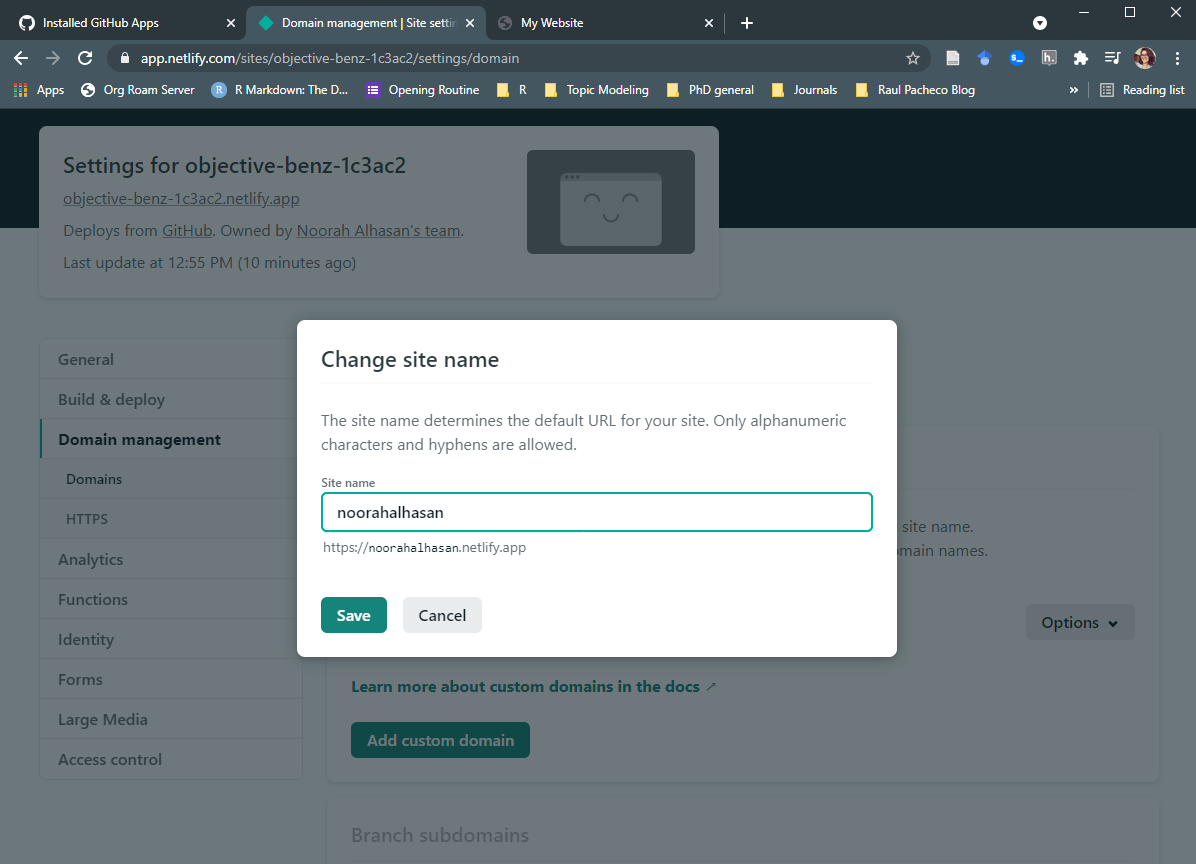 Installed GitHub Apps
Domain management | Site settin
My Website
app.netlify.com/sites/objective-benz-1c3ac2/settings/domain
Apps
Org Roam Server
R Markdown: The D...
Opening Routine
R
Topic Modeling
PhD general
Journals
Raul Pacheco Blog
»
Reading list
Settings for objective-benz-1c3ac2
objective-benz-1c3ac2.netlify.app
Deploys from GitHub. Owned by Noorah Alhasan's team.
Last update at 12:55 PM (10 minutes ago)
General
Build & deploy
Domain management
Domains
HTTPS
Analytics
Functions
Identity
Forms
Large Media
Access control
Change site name
The site name determines the default URL for your site. Only alphanumeric
characters and hyphens are allowed.
Site name
noorahalhasan
https://noorahalhasan.netlify.app
Save
Cancel
site name.
main names.
Options
Learn more about custom domains in the docs
Add custom domain
Branch subdomains